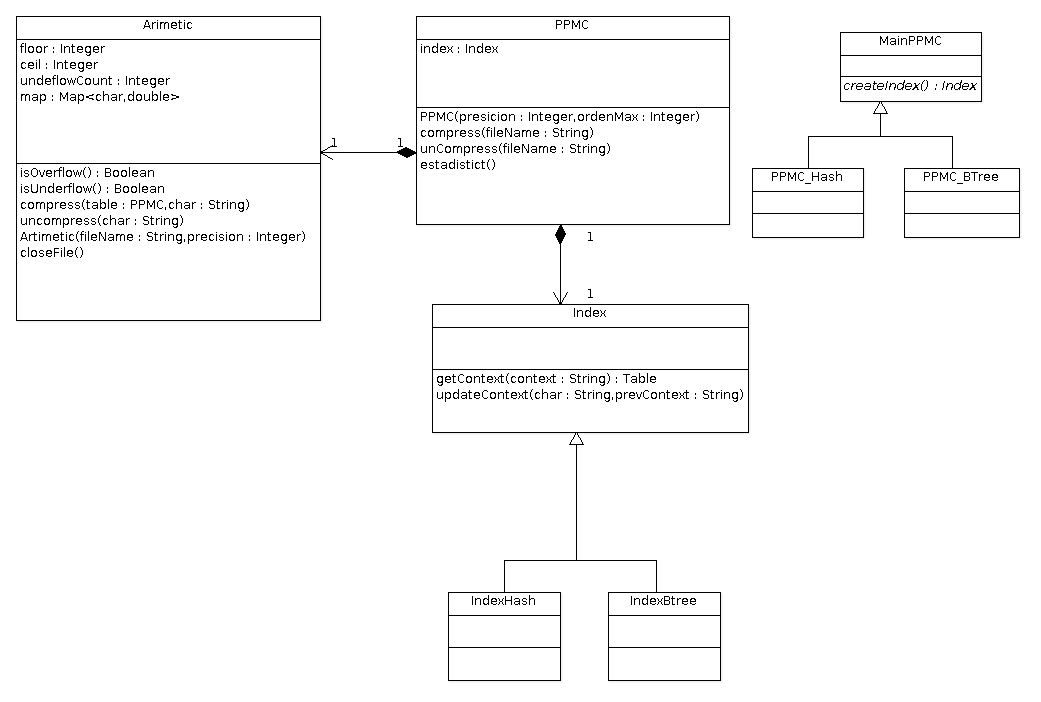 Arimetic
floor : Integer
ceil : Integer
undeflowCount : Integer
map : Map<char,double>
isOverflow() : Boolean
isUnderflow() : Boolean
compress(table : PPMC,char : String)
uncompress(char : String)
Artimetic(fileName : String,precision : Integer)
closeFile()
1
1
PPMC
index : Index
PPMC(presicion : Integer,ordenMax : Integer)
compress(fileName : String)
unCompress(fileName : String)
estadistict()
MainPPMC
createIndex() : Index
PPMC_Hash
PPMC_BTree
1
1
Index
getContext(context : String) : Table
updateContext(char : String,prevContext : String)
IndexHash
IndexBtree